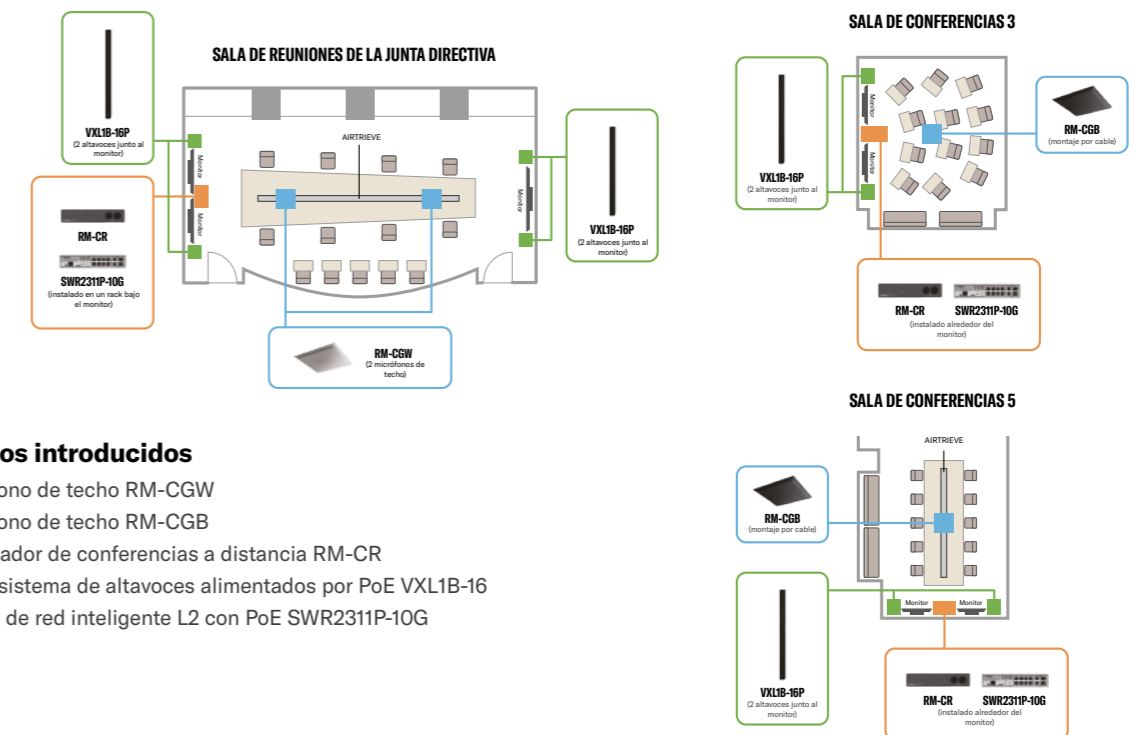 SALA DE REUNIONES DE LA JUNTA DIRECTIVA
VXL1B-16P
(2 altavoces junto al
monitor)
Monitor
Monitor
RM-CR
SWR2311P-10G
(instalado en un rack bajo
el monitor)
AIRTRIEVE
Monitor
VXL1B-16P
(2 altavoces junto al
monitor)
RM-CGW
(2 micrófonos de
techo)
SALA DE CONFERENCIAS 3
VXL1B-16P
(2 altavoces junto al
monitor)
Monitor
Monitor
RM-CGB
(montaje por cable)
RM-CR
SWR2311P-10G
(instalado alrededor del
monitor)
os introducidos
ono de techo RM-CGW
ono de techo RM-CGB
ador de conferencias a distancia RM-CR
sistema de altavoces alimentados por PoE VXL1B-16
de red inteligente L2 con PoE SWR2311P-10G
SALA DE CONFERENCIAS 5
AIRTRIEVE
RM-CGB
(montaje por cable)
Monitor
Monitor
VXL1B-16P
(2 altavoces junto al
monitor)
RM-CR
SWR2311P-10G
(instalado alrededor del
monitor)